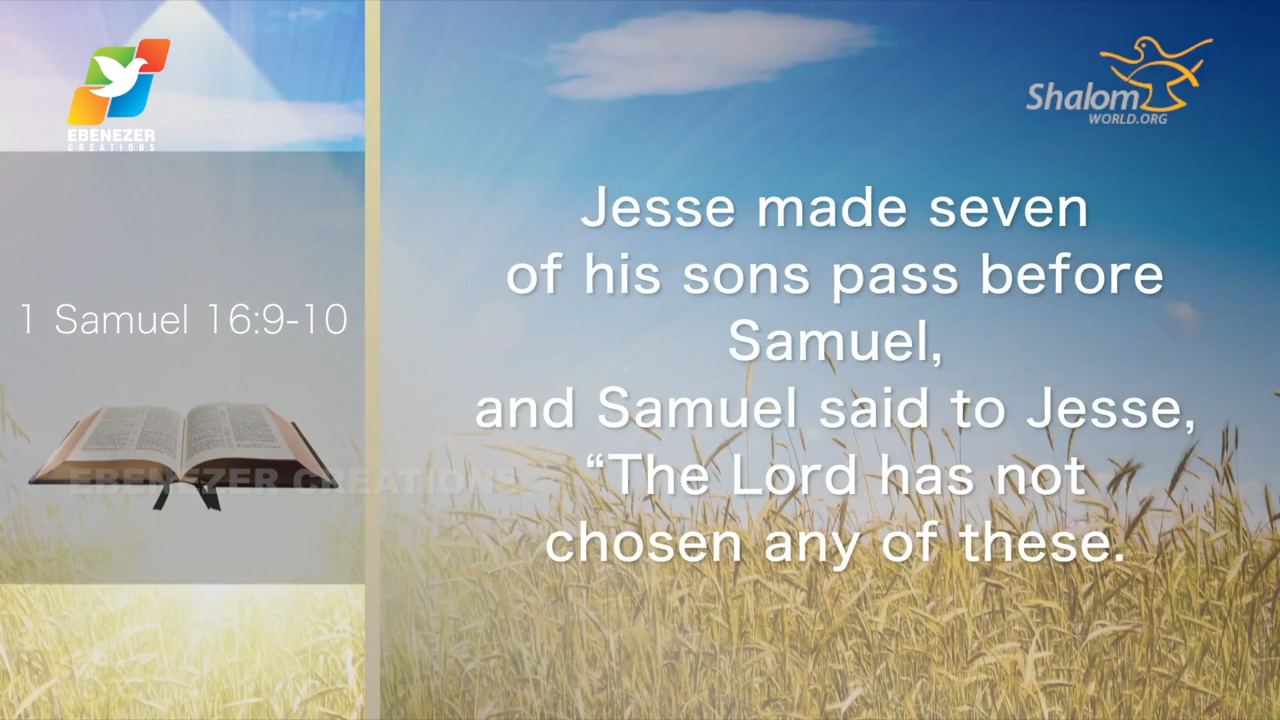 EBENEZER
CREATIONS
1 Samuel 16:9-10
EBENEZER CREATIONS
Shalom
WORLD.ORG
Jesse made seven
of his sons pass before
Samuel,
and Samuel said to Jesse,
“The Lord has not
chosen any of these.